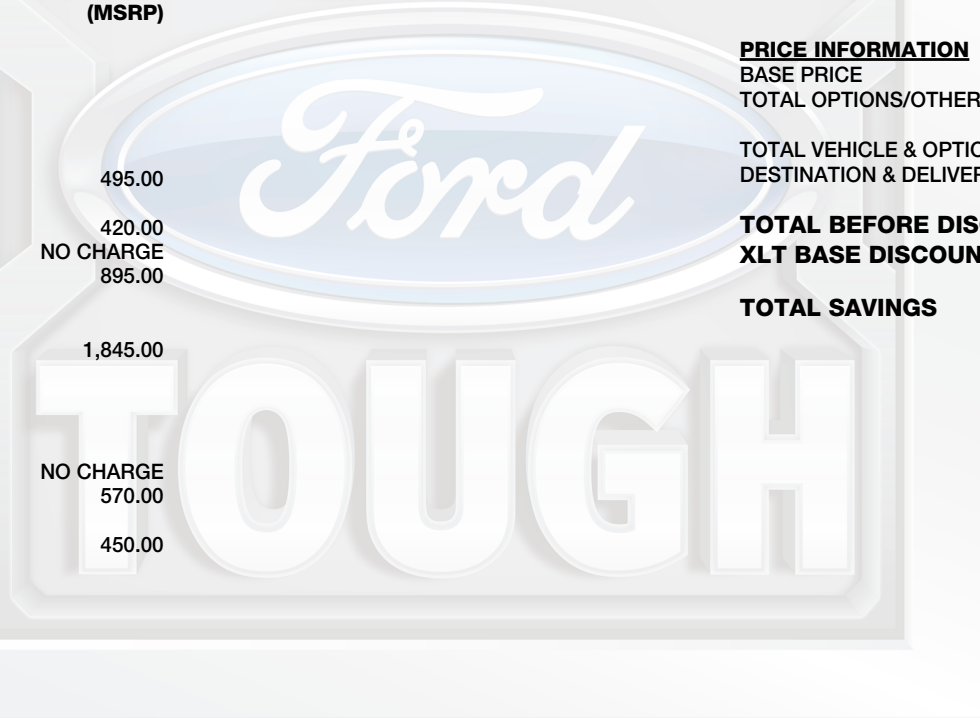 (MSRP)
495.00
420.00
NO CHARGE
895.00
1,845.00
NO CHARGE
570.00
450.00
Ford
TOUGH
PRICE INFORMATION
BASE PRICE
TOTAL OPTIONS/OTHER
TOTAL VEHICLE & OPTIO
DESTINATION & DELIVER
TOTAL BEFORE DIS
XLT BASE DISCOUN
TOTAL SAVINGS